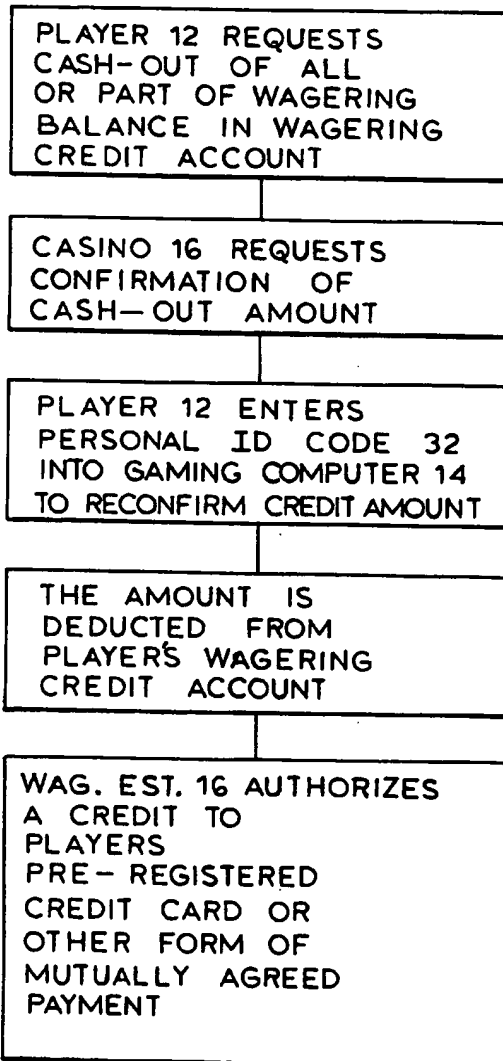 PLAYER 12 REQUESTS
CASH-OUT OF ALL
OR PART OF WAGERING
BALANCE IN WAGERING
CREDIT ACCOUNT
CASINO 16 REQUESTS
CONFIRMATION OF
CASH-OUT AMOUNT
PLAYER 12 ENTERS
PERSONAL ID CODE 32
INTO GAMING COMPUTER 14
TO RECONFIRM CREDIT AMOUNT
THE AMOUNT IS
DEDUCTED FROM
PLAYER'S WAGERING
CREDIT ACCOUNT
WAG. EST. 16 AUTHORIZES
A CREDIT TO
PLAYERS
PRE-REGISTERED
CREDIT CARD OR
OTHER FORM OF
MUTUALLY AGREED
PAYMENT